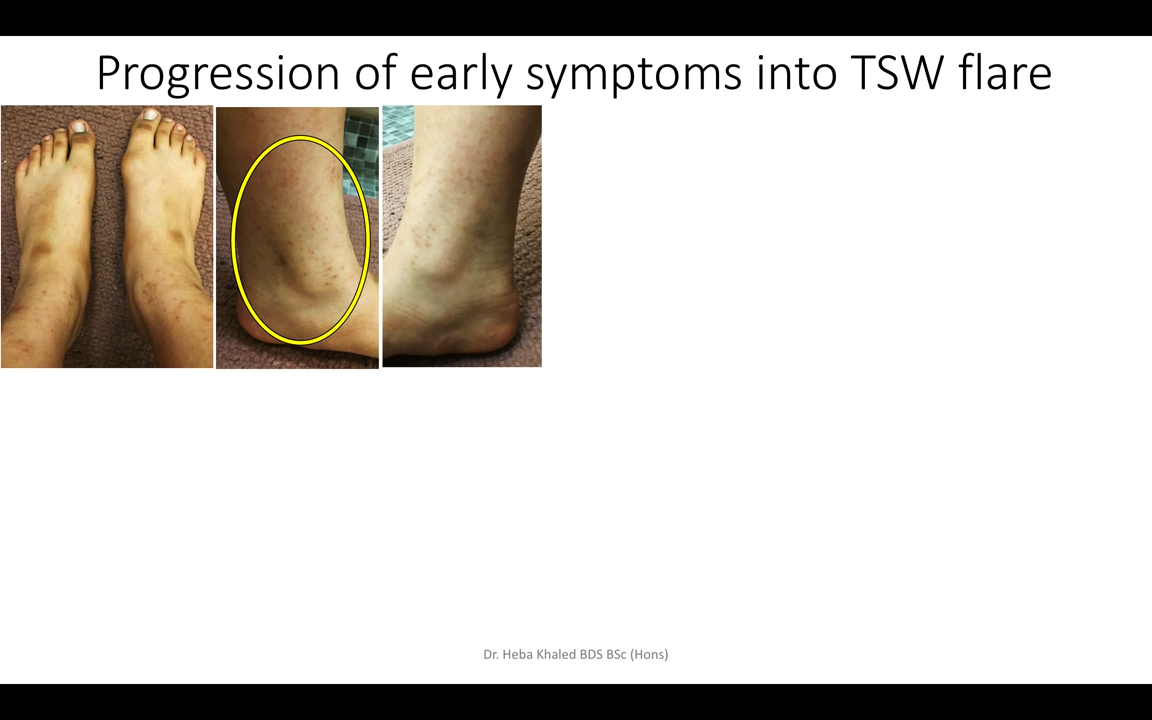 Progression of early symptoms into TSW flare
Dr. Heba Khaled BDS BSc (Hons)